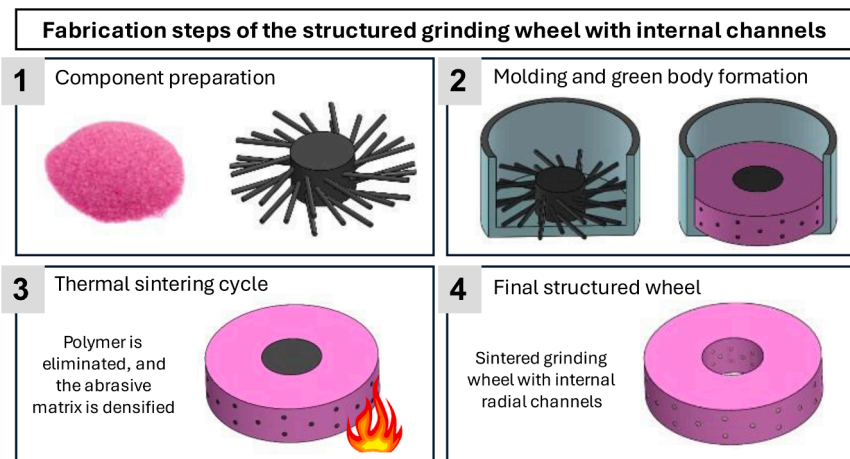 Fabrication steps of the structured grinding wheel with internal channels
1
Component preparation
2
Molding and green body formation
3
Thermal sintering cycle
Polymer is
eliminated, and
the abrasive
matrix is densified
4
Final structured wheel
Sintered grinding
wheel with internal
radial channels